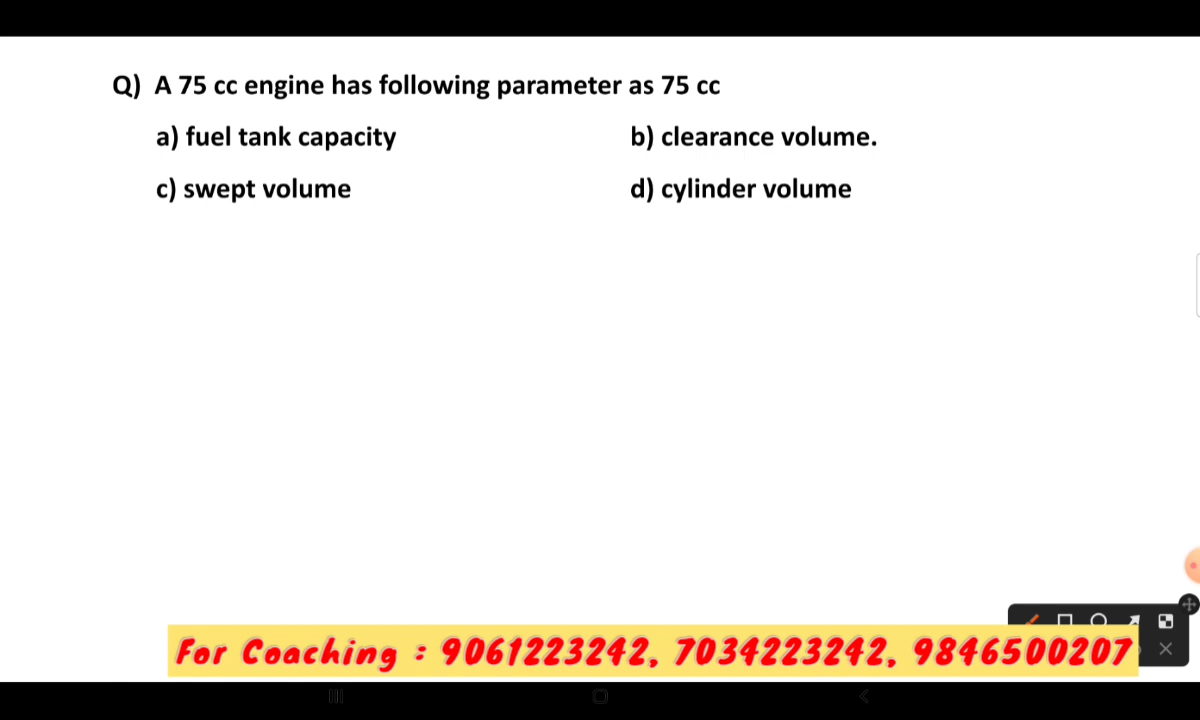 Q) A 75 cc engine has following parameter as 75 cc
a) fuel tank capacity b) clearance volume.
c) swept volume d) cylinder volume
For Coaching : 9061223242, 7034223242, 9846500207